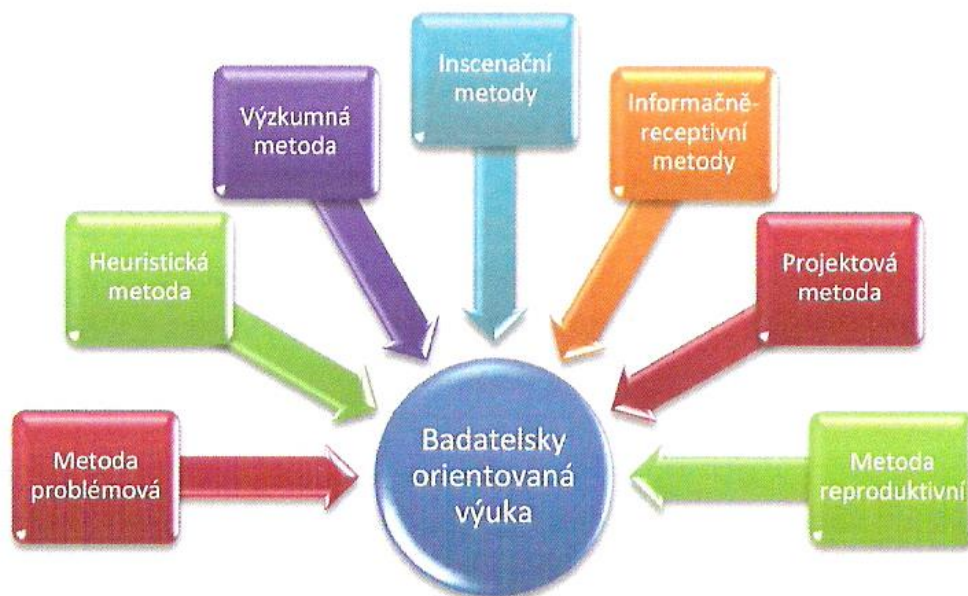 Inscenační
metody
Výzkumná
metoda
Informačně-
receptivní
metody
Heuristická
metoda
Projektová
metoda
Metoda
problémová
Badatelsky
orientovaná
výuka
Metoda
reproduktivní